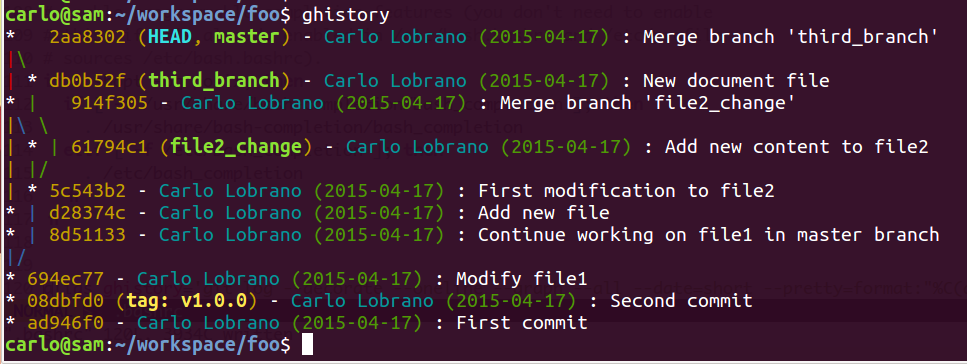 carlo@sam:~/workspace/foo$ ghistory
*   2aa8302 (HEAD, master) - Carlo Lobrano (2015-04-17) : Merge branch 'third_branch'
|\
| * db0b52f (third_branch) - Carlo Lobrano (2015-04-17) : New document file
* |   914f305 - Carlo Lobrano (2015-04-17) : Merge branch 'file2_change'
|\ \
| * | 61794c1 (file2_change) - Carlo Lobrano (2015-04-17) : Add new content to file2
| |/
| * 5c543b2 - Carlo Lobrano (2015-04-17) : First modification to file2
* | d28374c - Carlo Lobrano (2015-04-17) : Add new file
* | 8d51133 - Carlo Lobrano (2015-04-17) : Continue working on file1 in master branch
|/
* 694ec77 - Carlo Lobrano (2015-04-17) : Modify file1
* 08dbfd0 (tag: v1.0.0) - Carlo Lobrano (2015-04-17) : Second commit
* ad946f0 - Carlo Lobrano (2015-04-17) : First commit
carlo@sam:~/workspace/foo$